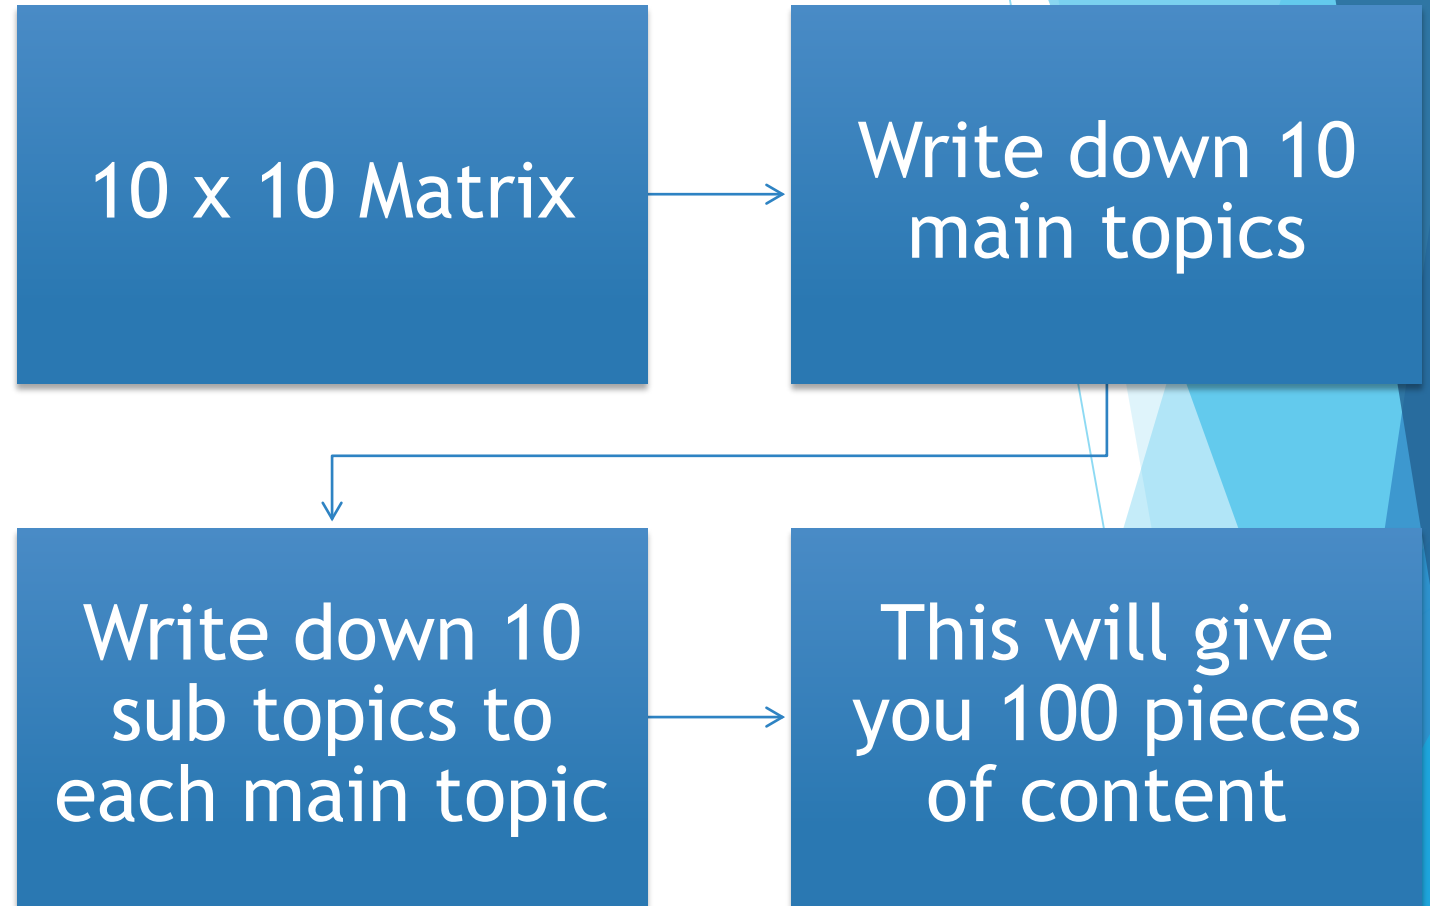 10 x 10 Matrix
Write down 10
main topics
Write down 10
sub topics to
each main topic
This will give
you 100 pieces
of content